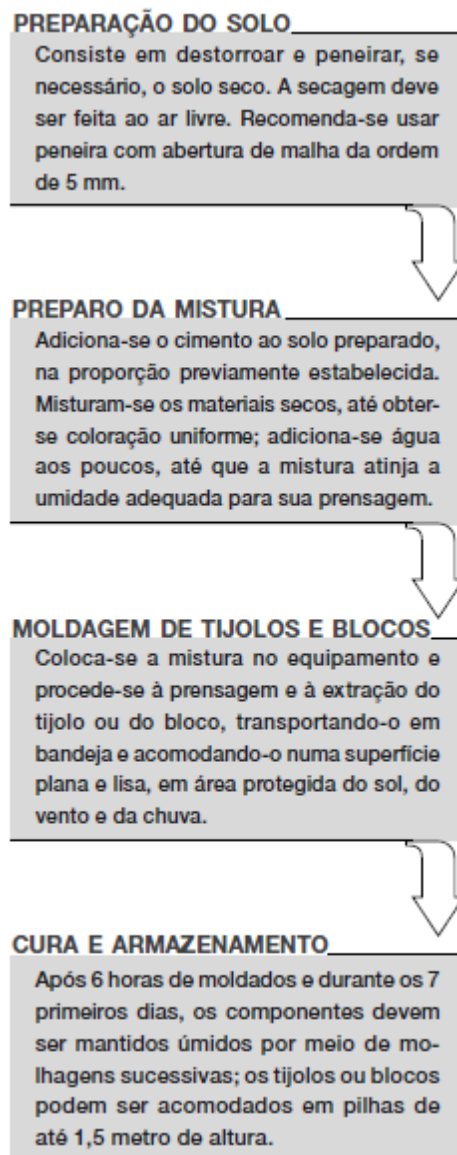 PREPARAÇÃO DO SOLO
Consiste em destorroar e peneirar, se
necessário, o solo seco. A secagem deve
ser feita ao ar livre. Recomenda-se usar
peneira com abertura de malha da ordem
de 5 mm.
PREPARO DA MISTURA
Adiciona-se o cimento ao solo preparado,
na proporção previamente estabelecida.
Misturam-se os materiais secos, até obter-
se coloração uniforme; adiciona-se água
aos poucos, até que a mistura atinja a
umidade adequada para sua prensagem.
MOLDAGEM DE TIJOLOS E BLOCOS
Coloca-se a mistura no equipamento e
procede-se à prensagem e à extração do
tijolo ou do bloco, transportando-o em
bandeja e acomodando-o numa superfície
plana e lisa, em área protegida do sol, do
vento e da chuva.
CURA E ARMAZENAMENTO
Após 6 horas de moldados e durante os 7
primeiros dias, os componentes devem
ser mantidos úmidos por meio de mo-
lhagens sucessivas; os tijolos ou blocos
podem ser acomodados em pilhas de
até 1,5 metro de altura.